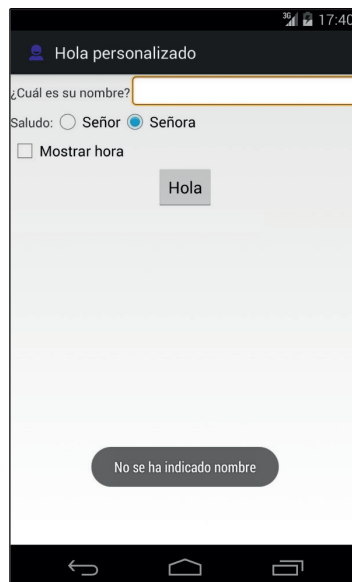 3G 17:40
Hola personalizado
¿Cuál es su nombre?
Saludo: Señor Señora
Mostrar hora
Hola
No se ha indicado nombre